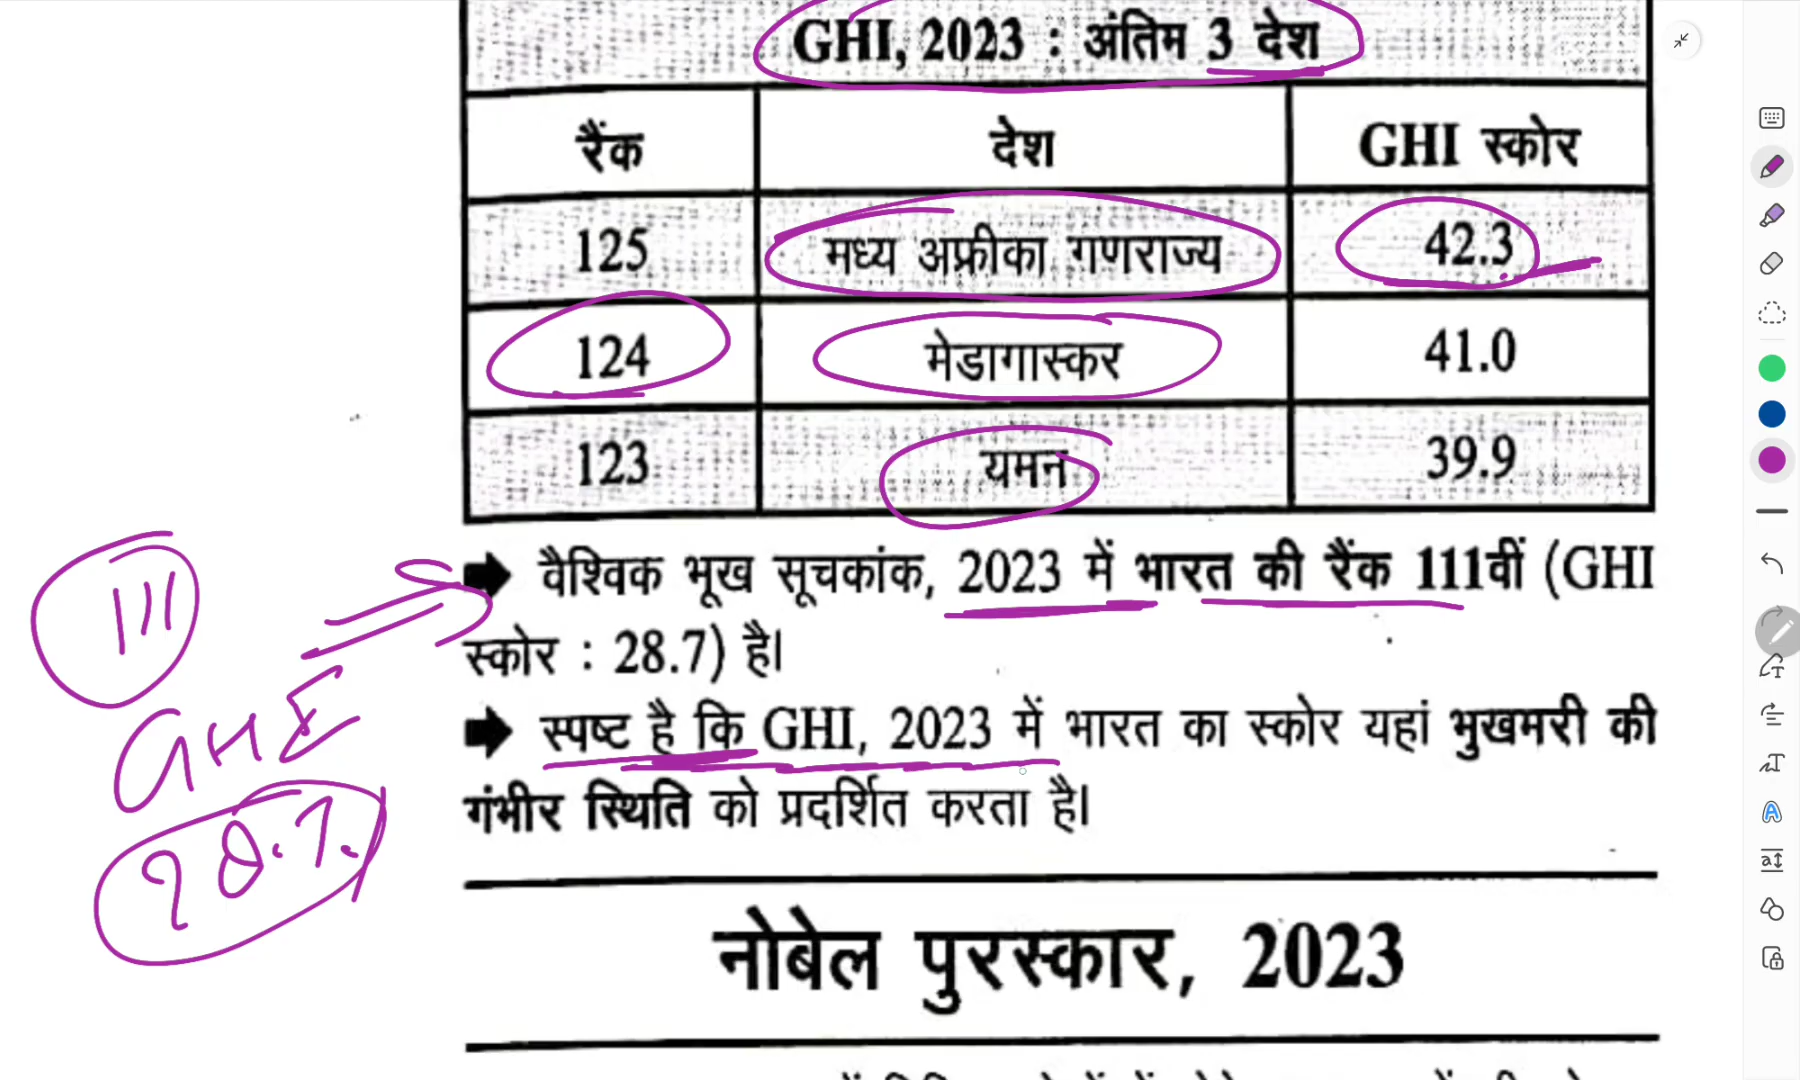 GHI, 2023 : अंतिम 3 देश
रैंक देश GHI स्कोर
125 मध्य अफ्रीका गणराज्य 42.3
124 मेडागास्कर 41.0
123 यमन 39.9
➡ वैश्विक भूख सूचकांक, 2023 में भारत की रैंक 111वीं (GHI
स्कोर : 28.7) है।
➡ स्पष्ट है कि GHI, 2023 में भारत का स्कोर यहां भुखमरी की
गंभीर स्थिति को प्रदर्शित करता है।
111
GHI
28.7.
नोबेल पुरस्कार, 2023